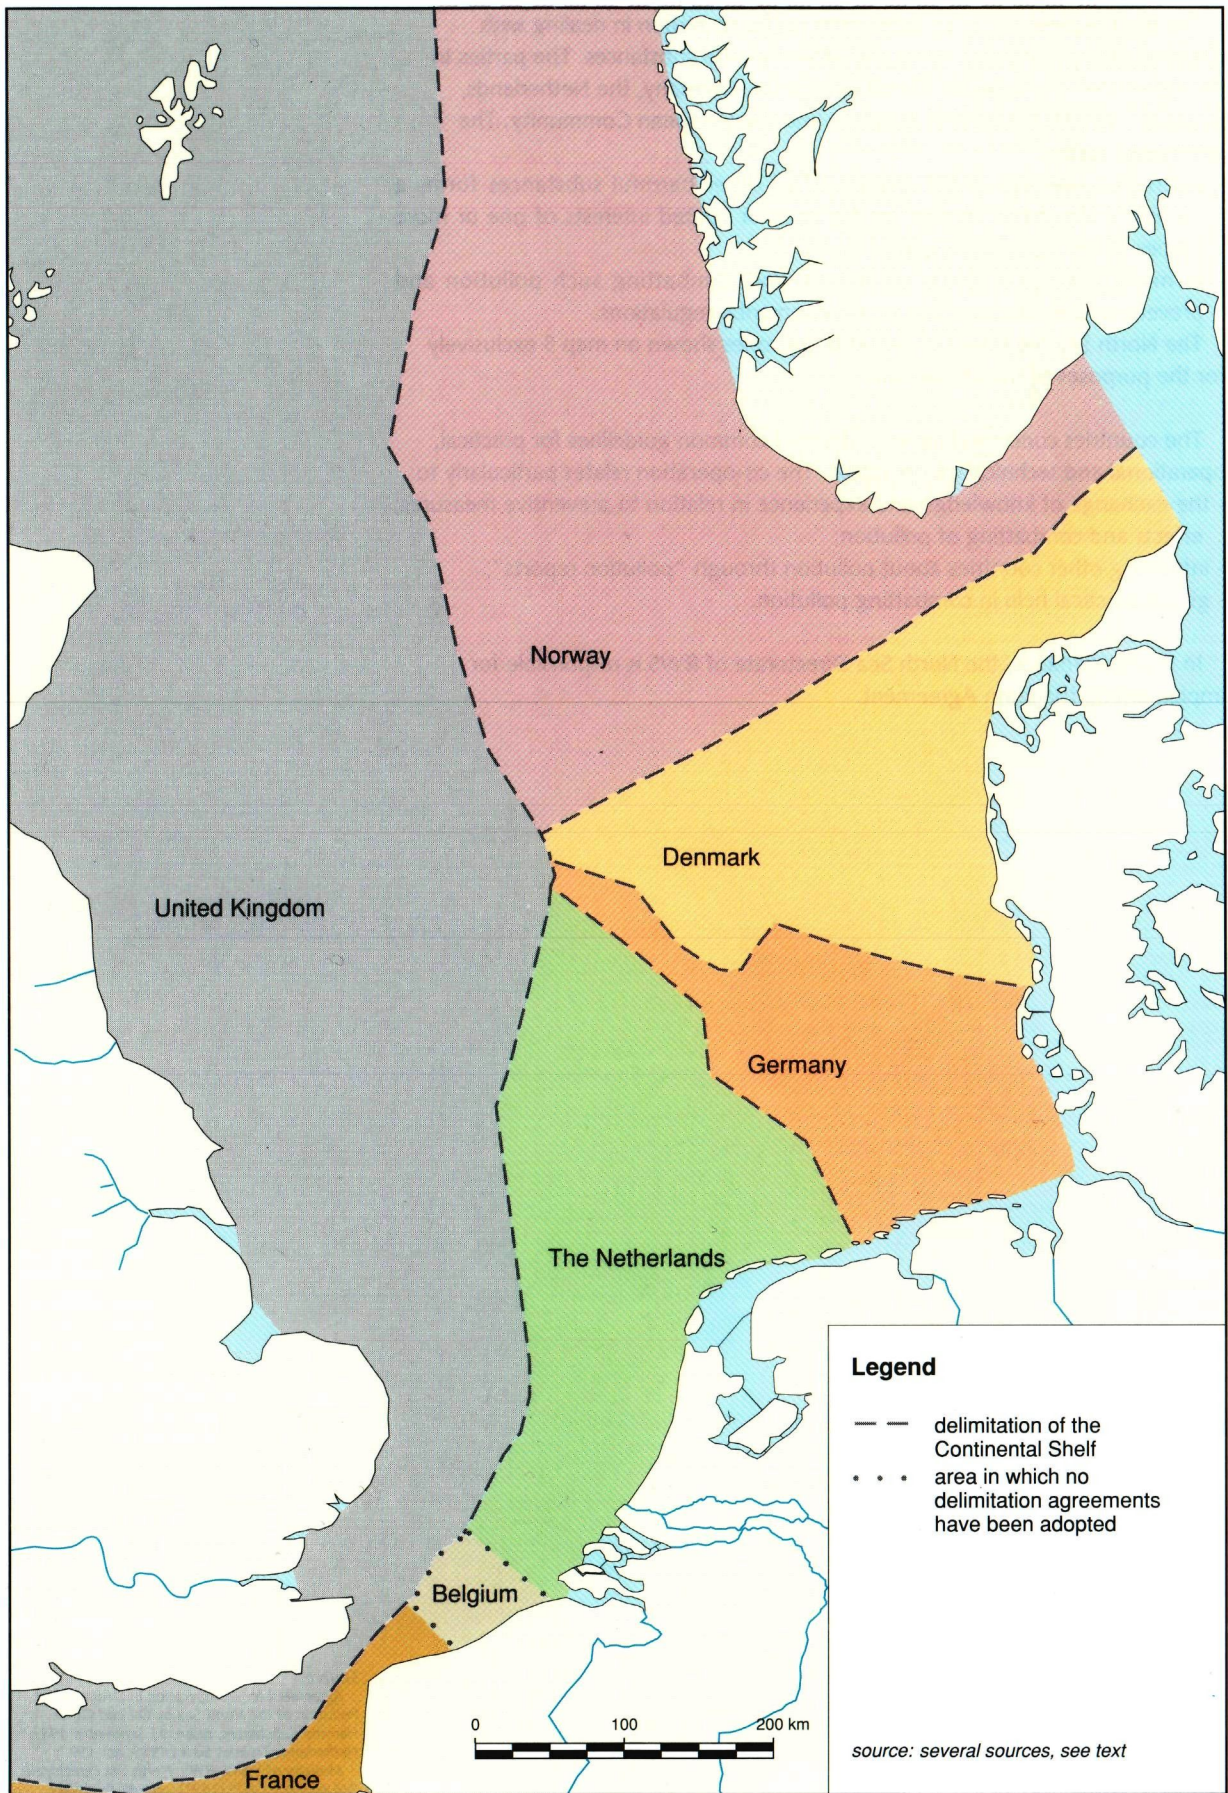 Norway
Denmark
United Kingdom
Germany
The Netherlands
Belgium
France
0 100 200 km
Legend
delimitation of the
Continental Shelf
area in which no
delimitation agreements
have been adopted
source: several sources, see text